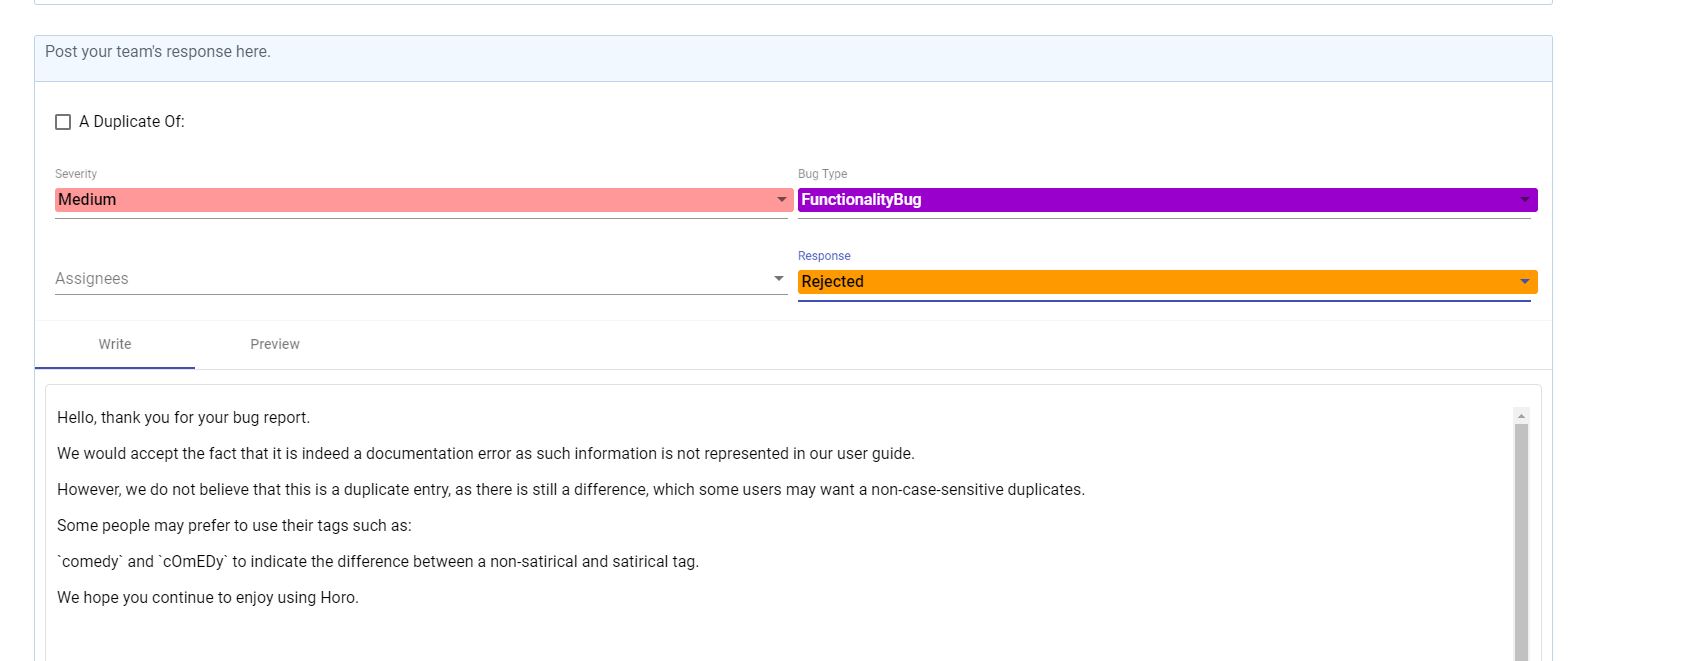 Post your team's response here.
A Duplicate Of:
Severity
Bug Type
Medium
FunctionalityBug
Response
Assignees
Rejected
Write
Preview
Hello, thank you for your bug report.
We would accept the fact that it is indeed a documentation error as such information is not represented in our user guide.
However, we do not believe that this is a duplicate entry, as there is still a difference, which some users may want a non-case-sensitive duplicates.
Some people may prefer to use their tags such as:
`comedy` and `cOmEDy` to indicate the difference between a non-satirical and satirical tag.
We hope you continue to enjoy using Horo.